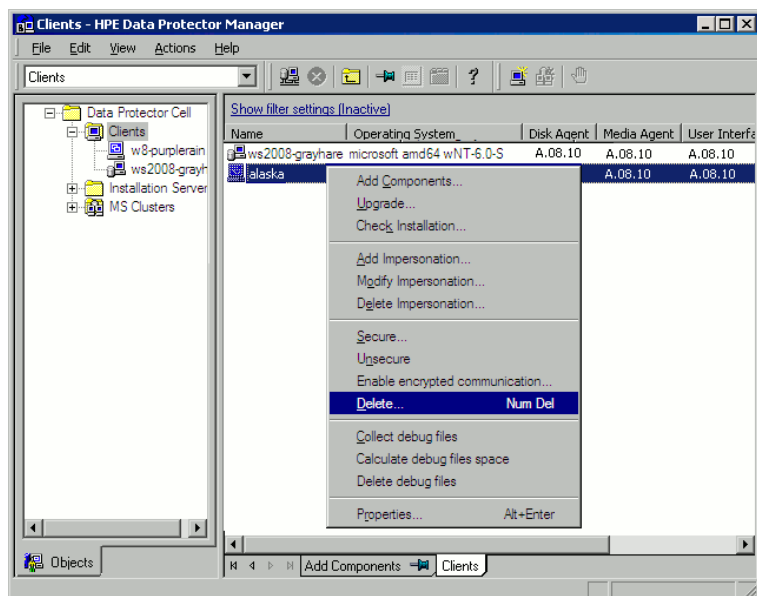 Clients - HPE Data Protector Manager
File Edit View Actions Help
Clients
Data Protector Cell
Clients
w8-purplerain
ws2008-grayh
Installation Server
MS Clusters
Objects
Show filter settings (Inactive)
Name Operating System Disk Agent Media Agent User Interfa
ws2008-grayhare microsoft amd64 wNT-6.0-S A.08.10 A.08.10 A.08.10
alaska A.08.10 A.08.10
Add Components...
Upgrade...
Check Installation...
Add Impersonation...
Modify Impersonation...
Delete Impersonation...
Secure...
Unsecure
Enable encrypted communication...
Delete... Num Del
Collect debug files
Calculate debug files space
Delete debug files
Properties... Alt+Enter
Add Components Clients